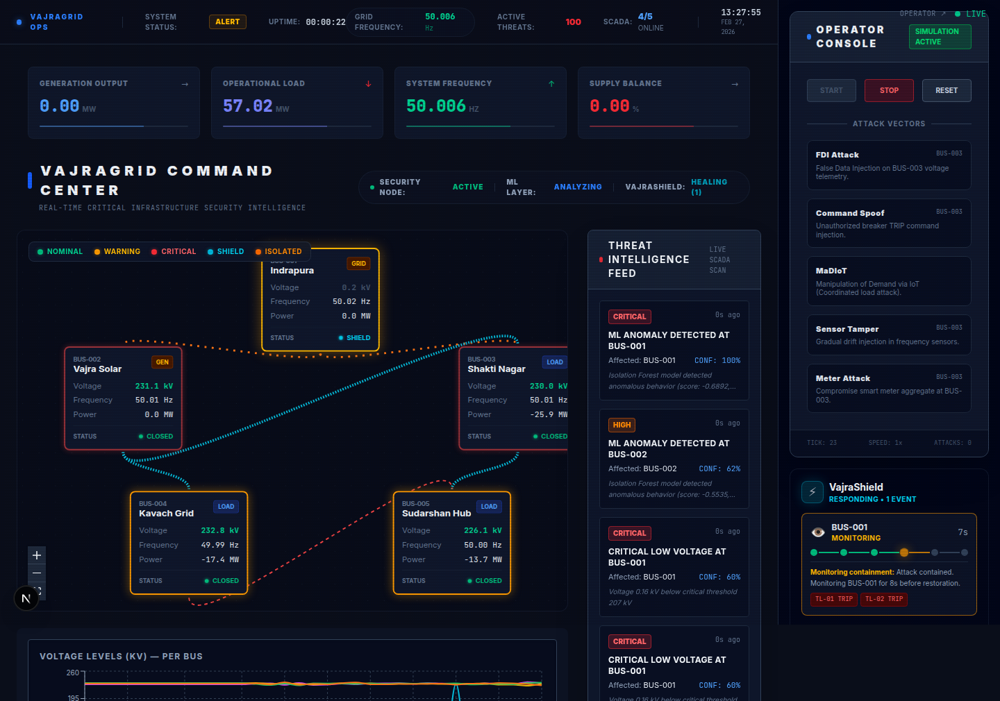 VAJRAGRID OPS
SYSTEM STATUS:
ALERT
UPTIME: 00:00:22
GRID FREQUENCY:
50.006 Hz
ACTIVE THREATS:
100
SCADA:
4/5 ONLINE
13:27:55
FEB 27, 2026
OPERATOR ↗
LIVE
GENERATION OUTPUT →
0.00 MW
OPERATIONAL LOAD ↓
57.02 MW
SYSTEM FREQUENCY ↑
50.006 HZ
SUPPLY BALANCE →
0.00 %
VAJRAGRID COMMAND
CENTER
REAL-TIME CRITICAL INFRASTRUCTURE SECURITY INTELLIGENCE
SECURITY NODE:
ACTIVE
ML LAYER:
ANALYZING
VAJRASHIELD:
HEALING (1)
NOMINAL
WARNING
CRITICAL
SHIELD
ISOLATED
Indrapura
GRID
Voltage 0.2 kV
Frequency 50.02 Hz
Power 0.0 MW
STATUS SHIELD
BUS-002
Vajra Solar
GEN
Voltage 231.1 kV
Frequency 50.01 Hz
Power 0.0 MW
STATUS CLOSED
BUS-003
Shakti Nagar
LOAD
Voltage 230.0 kV
Frequency 50.01 Hz
Power -25.9 MW
STATUS CLOSED
BUS-004
Kavach Grid
LOAD
Voltage 232.8 kV
Frequency 49.99 Hz
Power -17.4 MW
STATUS CLOSED
BUS-005
Sudarshan Hub
LOAD
Voltage 226.1 kV
Frequency 50.00 Hz
Power -13.7 MW
STATUS CLOSED
N
VOLTAGE LEVELS (KV) — PER BUS
260
195
THREAT
INTELLIGENCE
FEED
LIVE
SCADA
SCAN
CRITICAL 0s ago
ML ANOMALY DETECTED AT
BUS-001
Affected: BUS-001 CONF: 100%
Isolation Forest model detected
anomalous behavior (score: -0.6892,...
HIGH 0s ago
ML ANOMALY DETECTED AT
BUS-002
Affected: BUS-002 CONF: 62%
Isolation Forest model detected
anomalous behavior (score: -0.5535,...
CRITICAL 0s ago
CRITICAL LOW VOLTAGE AT
BUS-001
Affected: BUS-001 CONF: 60%
Voltage 0.16 kV below critical threshold
207 kV
CRITICAL 0s ago
CRITICAL LOW VOLTAGE AT
BUS-001
Affected: BUS-001 CONF: 60%
Voltage 0.16 kV below critical threshold
OPERATOR
CONSOLE
SIMULATION
ACTIVE
START
STOP
RESET
ATTACK VECTORS
FDI Attack BUS-003
False Data Injection on BUS-003 voltage
telemetry.
Command Spoof BUS-003
Unauthorized breaker TRIP command
injection.
MaDIoT
Manipulation of Demand via IoT
(Coordinated load attack).
Sensor Tamper BUS-003
Gradual drift injection in frequency sensors.
Meter Attack BUS-003
Compromise smart meter aggregate at BUS-
003.
TICK: 23 SPEED: 1x ATTACKS: 0
VajraShield
RESPONDING • 1 EVENT
BUS-001
MONITORING
7s
Monitoring containment: Attack contained.
Monitoring BUS-001 for 8s before restoration.
TL-01 TRIP TL-02 TRIP